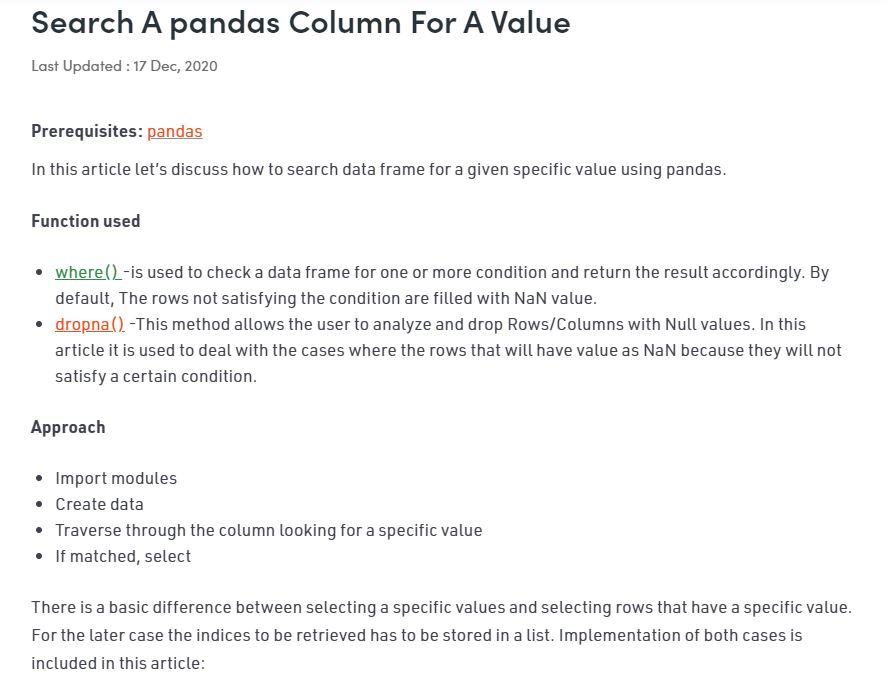 Search A pandas Column For A Value
Last Updated : 17 Dec, 2020
Prerequisites: pandas
In this article let's discuss how to search data frame for a given specific value using pandas.
Function used
where() -is used to check a data frame for one or more condition and return the result accordingly. By
default, The rows not satisfying the condition are filled with NaN value.
dropna() -This method allows the user to analyze and drop Rows/Columns with Null values. In this
article it is used to deal with the cases where the rows that will have value as NaN because they will not
satisfy a certain condition.
Approach
Import modules
Create data
Traverse through the column looking for a specific value
If matched, select
There is a basic difference between selecting a specific values and selecting rows that have a specific value.
For the later case the indices to be retrieved has to be stored in a list. Implementation of both cases is
included in this article: